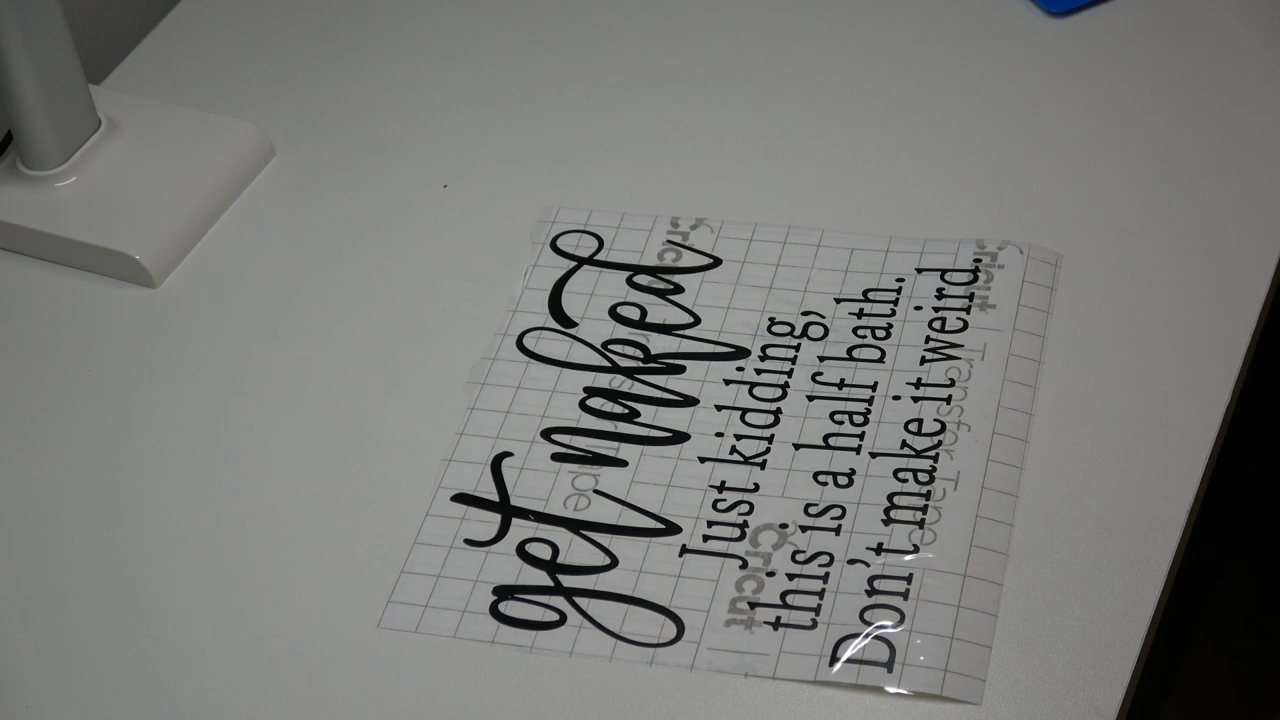 get naked
Just kidding,
this is a half bath.
Don't make it weird.
Cricut
Transfer Tape
Cricut
Transfer Tape
Cricut